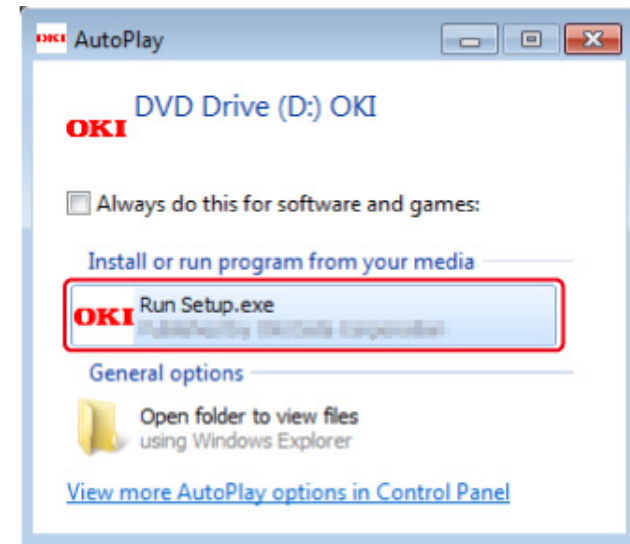 OKI AutoPlay
OKI DVD Drive (D:) OKI
Always do this for software and games:
Install or run program from your media
OKI Run Setup.exe
General options
Open folder to view files
using Windows Explorer
View more AutoPlay options in Control Panel